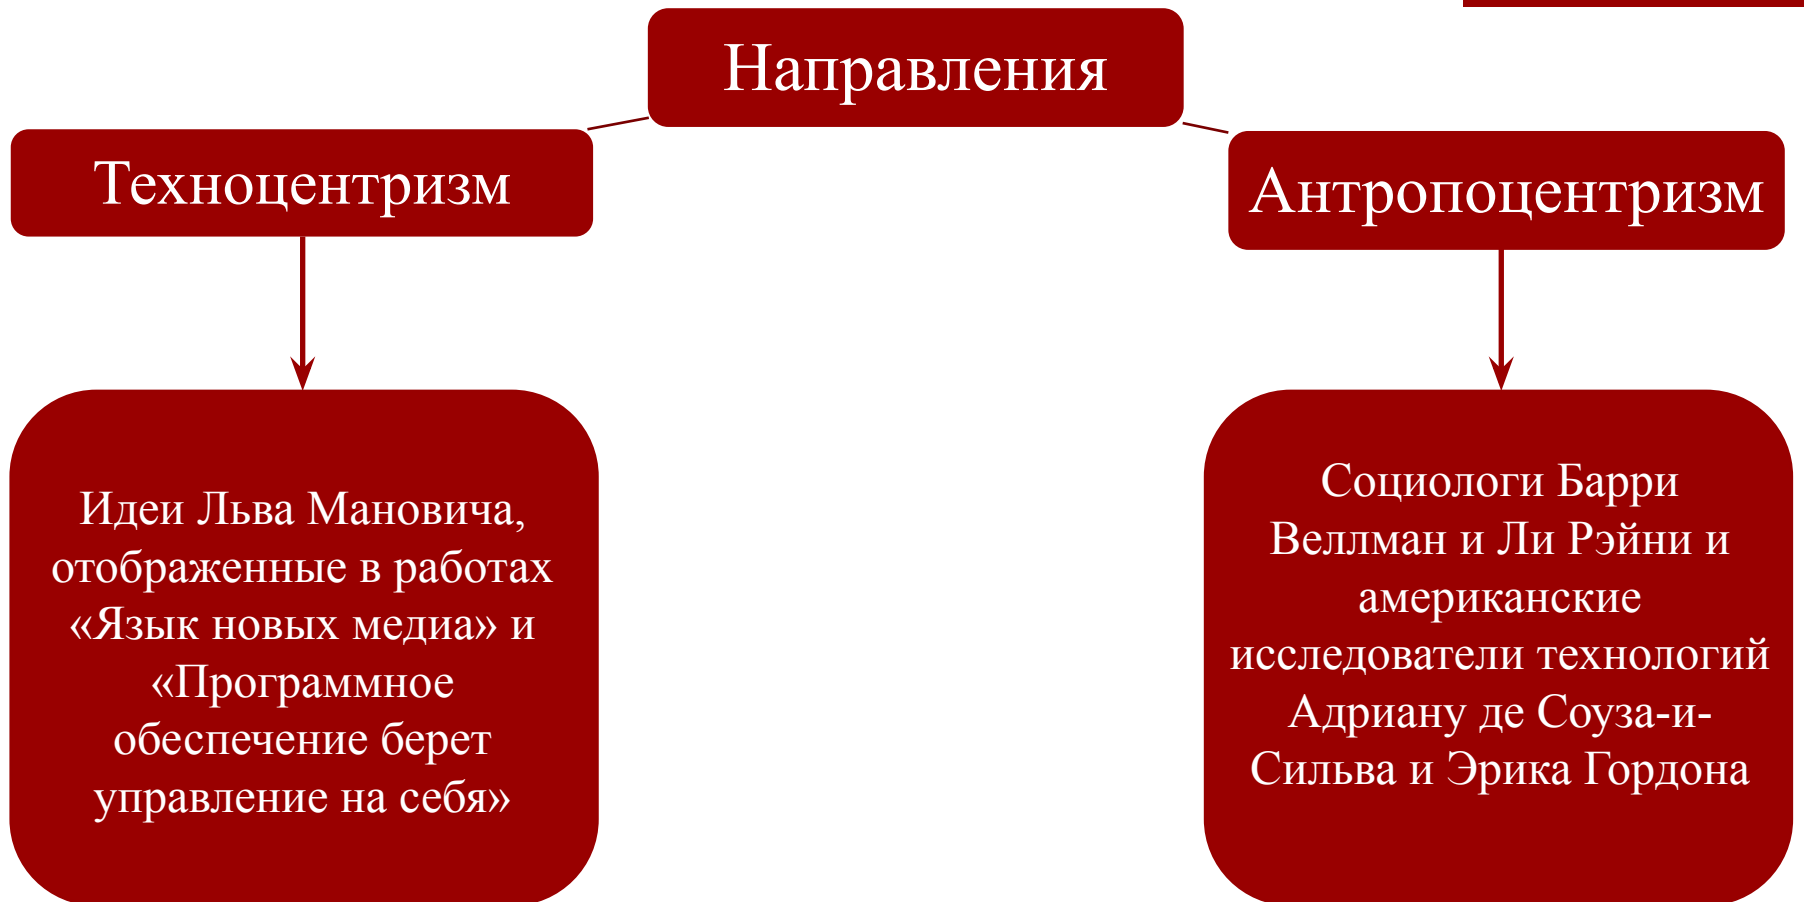 Направления
Техноцентризм
Антропоцентризм
Идеи Льва Мановича,
отображенные в работах
«Язык новых медиа» и
«Программное
обеспечение берет
управление на себя»
Социологи Барри
Веллман и Ли Рэйни и
американские
исследователи технологий
Адриану де Соуза-и-
Сильва и Эрика Гордона